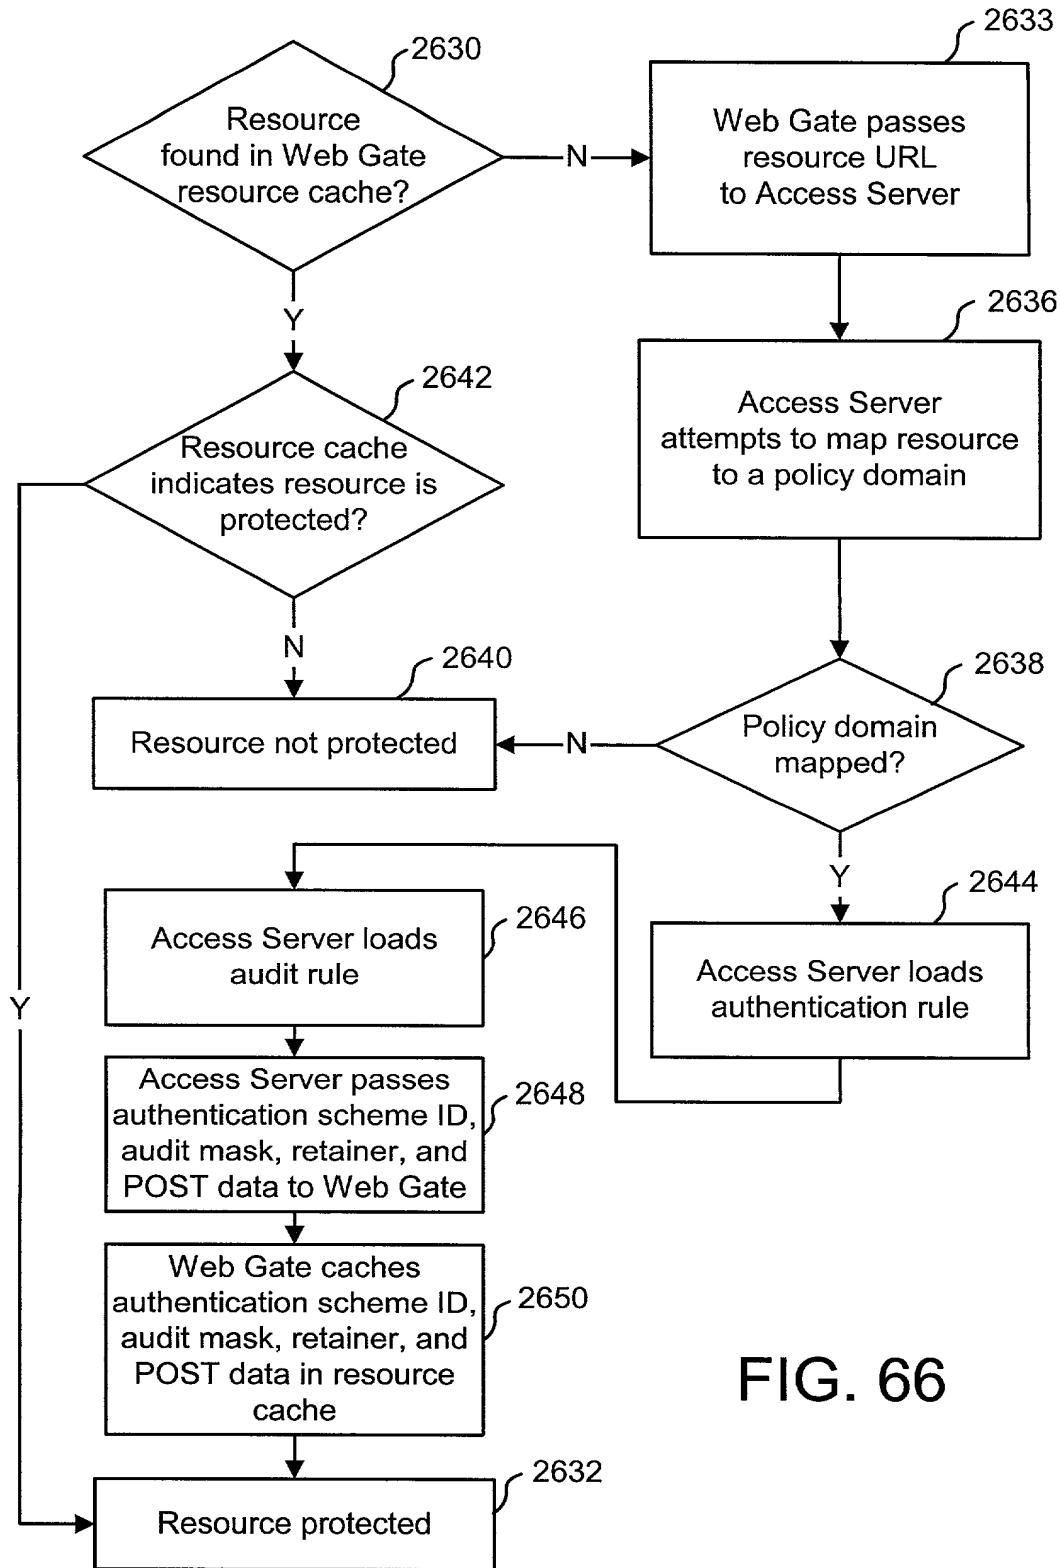 2630
Resource
found in Web Gate
resource cache?
N
2633
Web Gate passes
resource URL
to Access Server
Y
2636
Access Server
attempts to map resource
to a policy domain
2642
Resource cache
indicates resource is
protected?
N
2640
Resource not protected
N
2638
Policy domain
mapped?
Y
2644
Access Server loads
authentication rule
2646
Access Server loads
audit rule
Y
Access Server passes
authentication scheme ID,
audit mask, retainer, and
POST data to Web Gate
2648
Web Gate caches
authentication scheme ID,
audit mask, retainer, and
POST data in resource
cache
2650
FIG. 66
2632
Resource protected